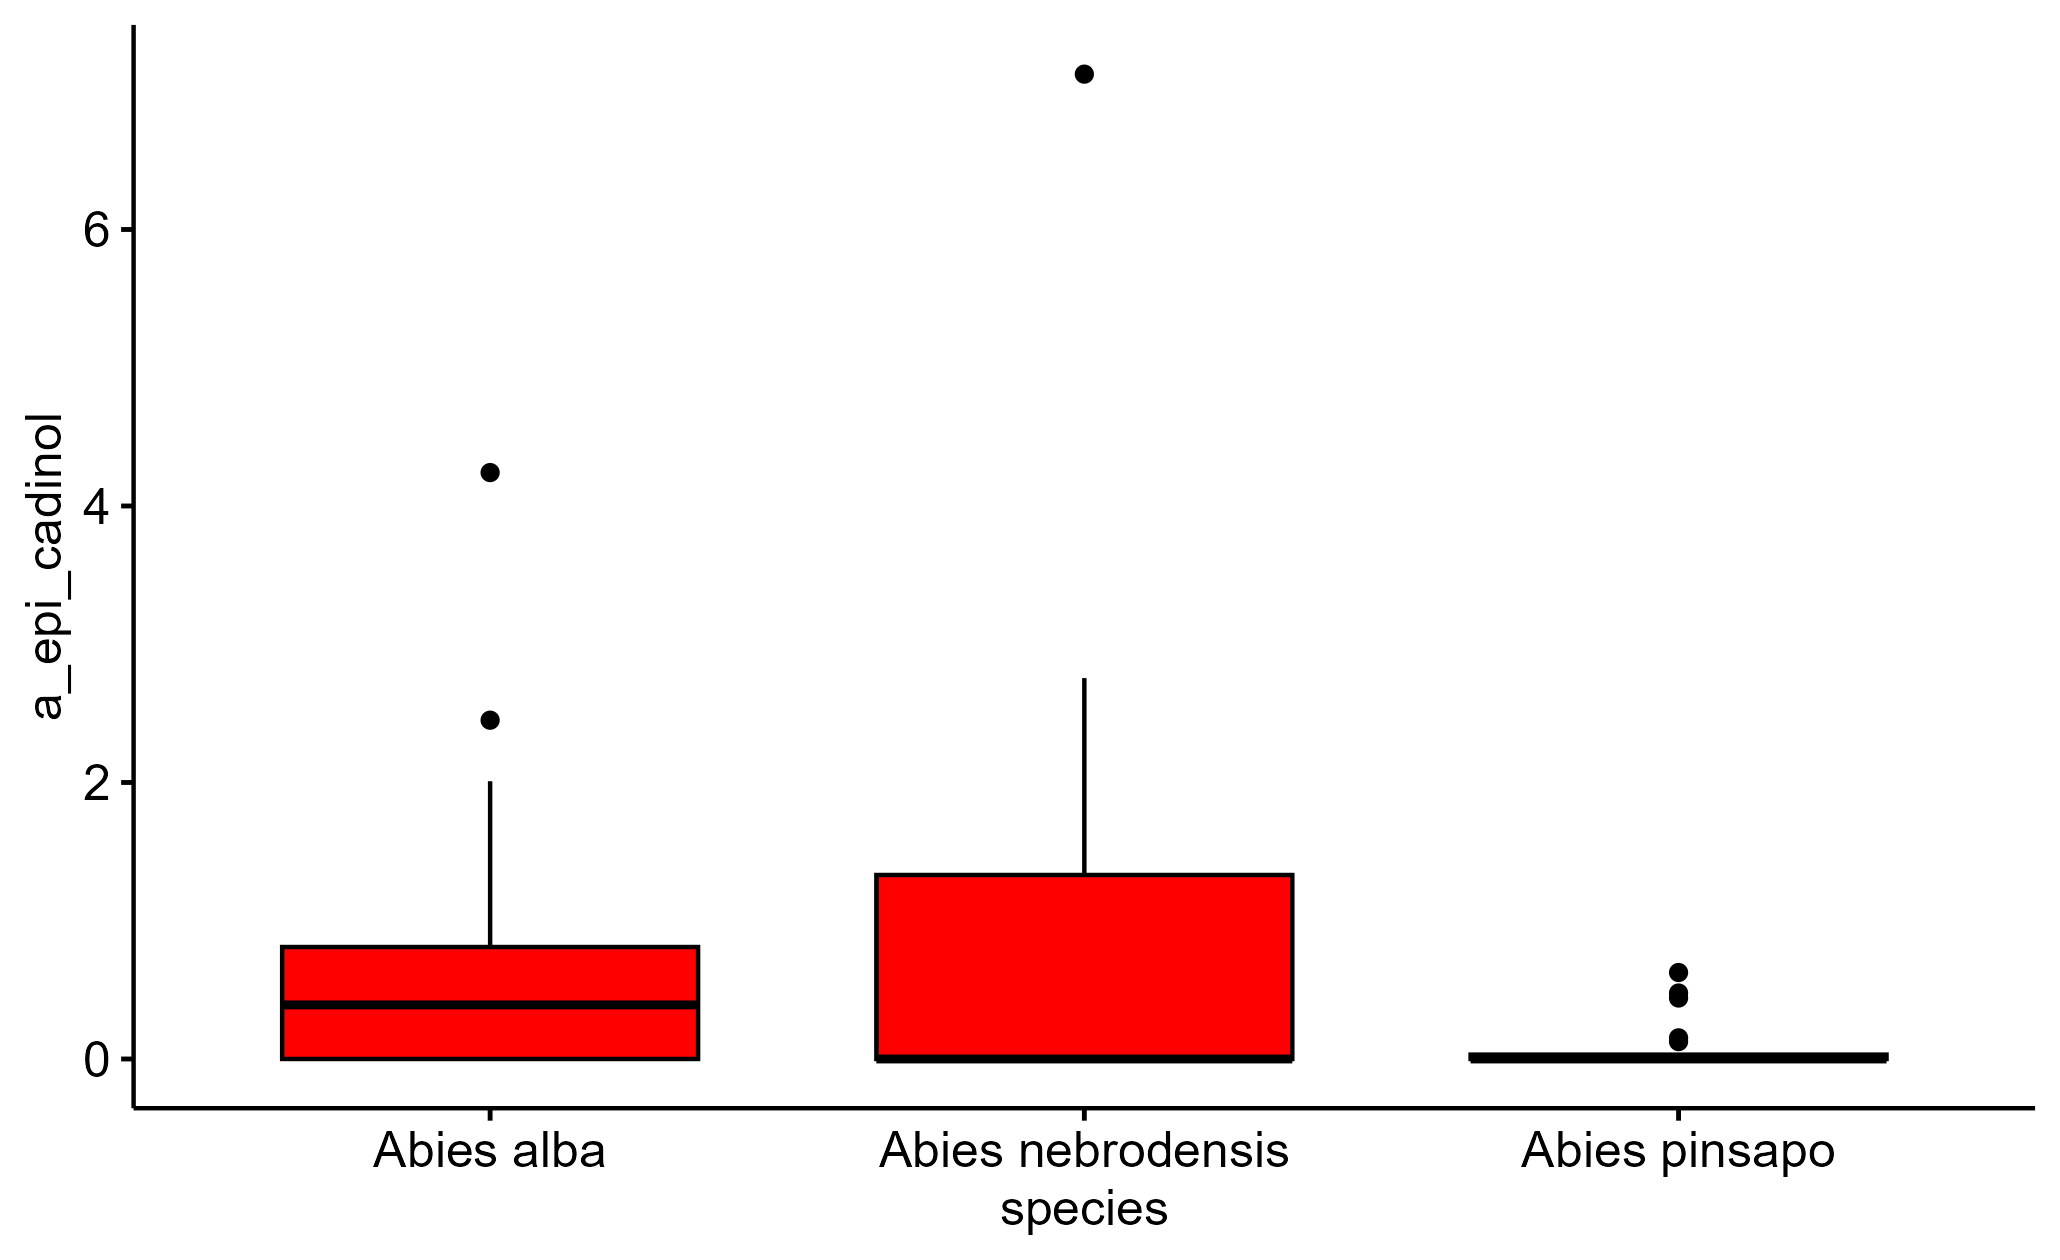 a_epi_cadinol
6
4
2
0
Abies alba
Abies nebrodensis
Abies pinsapo
species